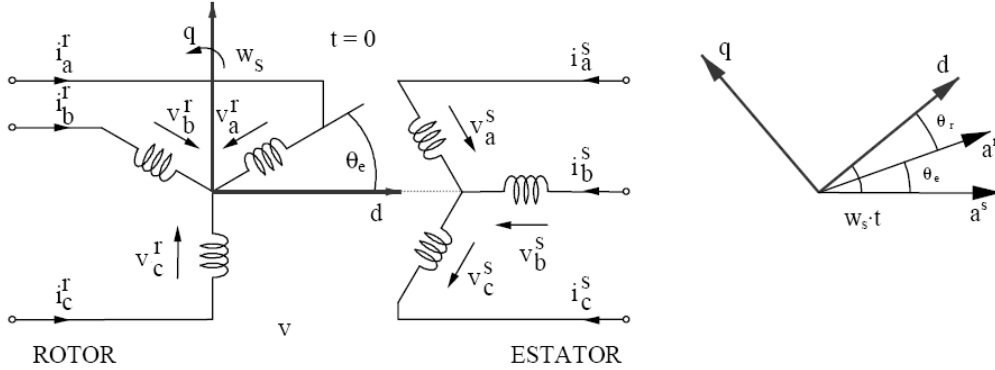 q
w_s
t = 0
i_a^r
i_b^r
v_b^r
v_a^r
θ_e
d
v_c^r
i_c^r
v
ROTOR
i_a^s
v_a^s
i_b^s
v_b^s
v_c^s
i_c^s
ESTATOR
q
d
θ_r
a^r
θ_e
a^s
w_s·t